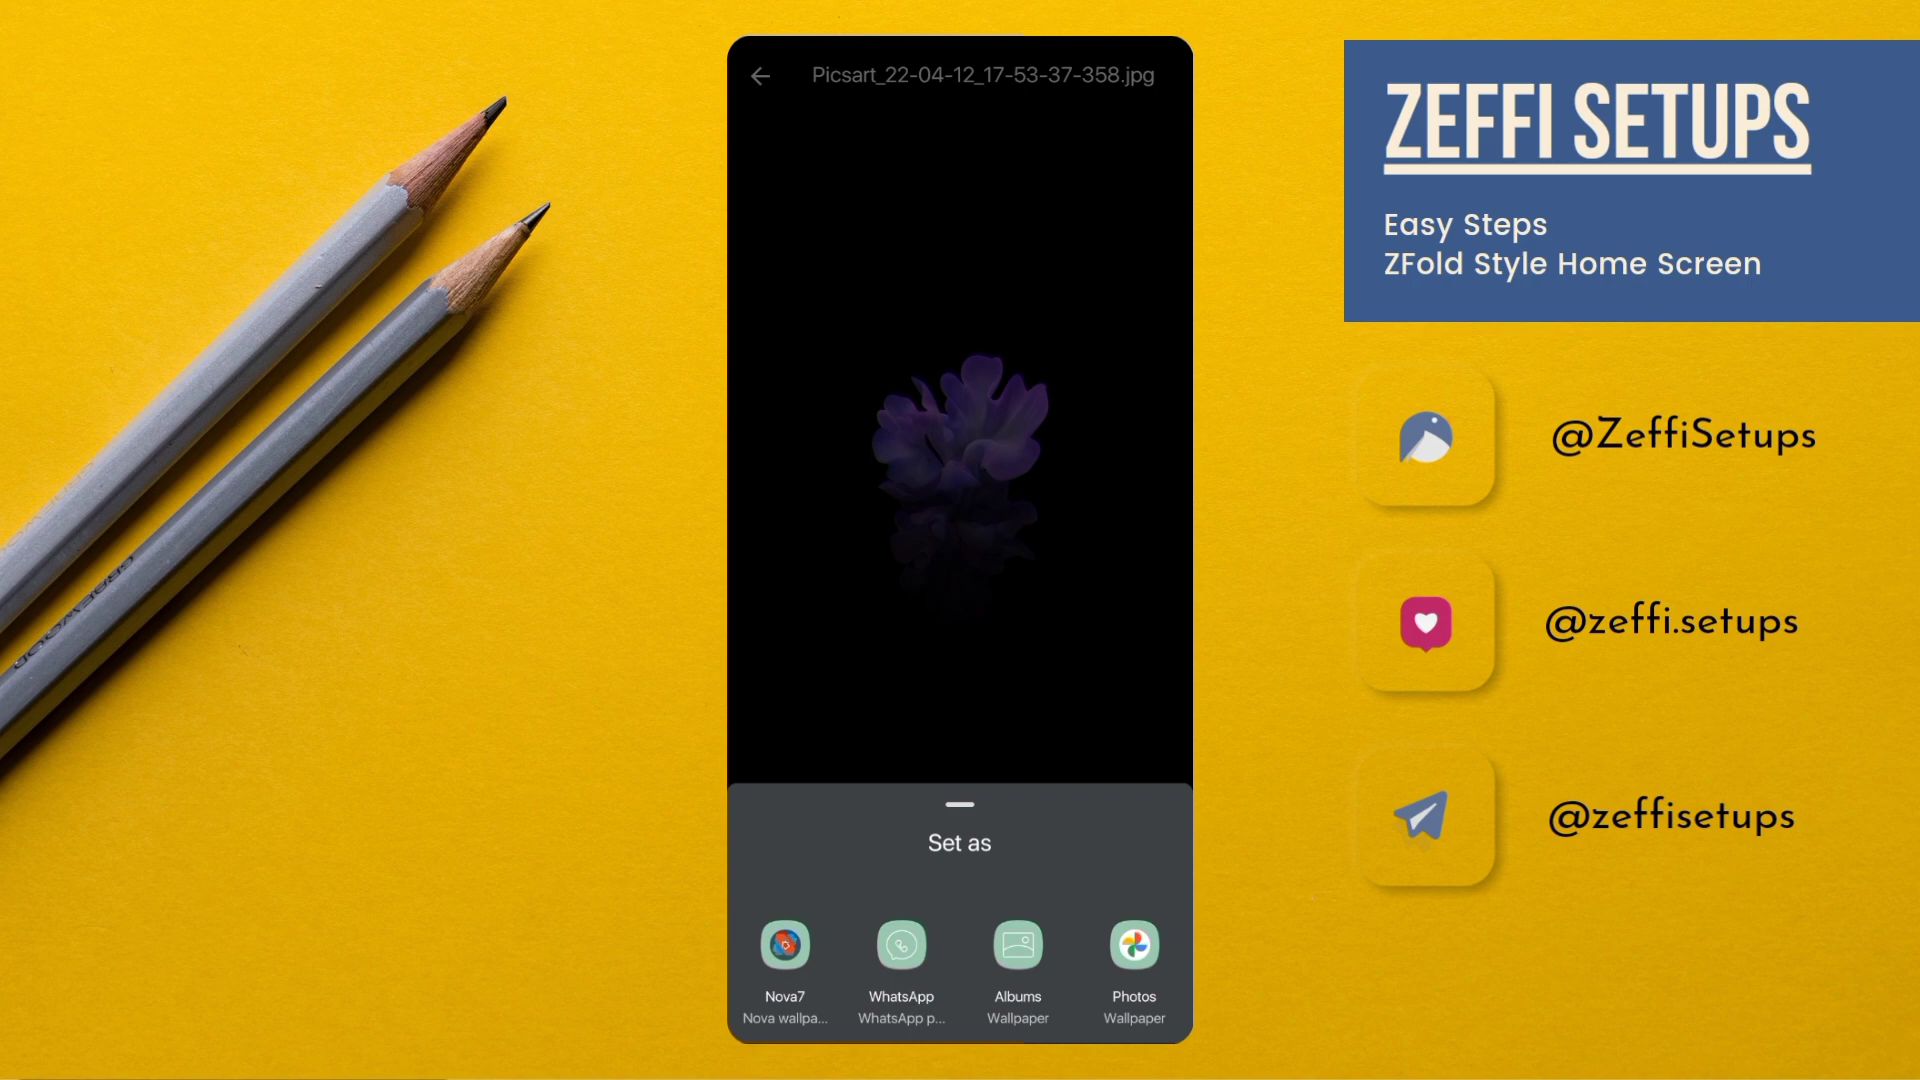 Picsart_22-04-12_17-53-37-358.jpg
Set as
Nova7
Nova wallpa...
WhatsApp
WhatsApp p...
Albums
Wallpaper
Photos
Wallpaper
ZEFFI SETUPS
Easy Steps
ZFold Style Home Screen
@ZeffiSetups
@zeffi.setups
@zeffisetups